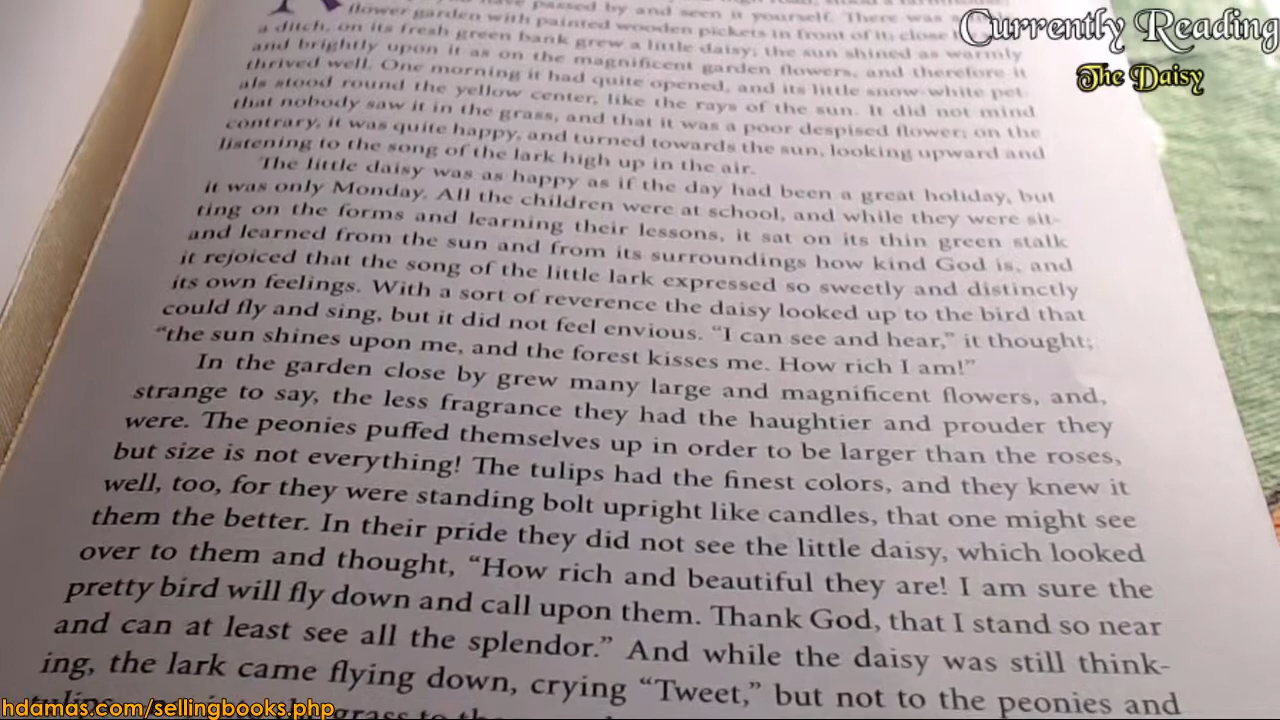 Currently Reading
The Daisy
passed by and seen it yourself. There was
flower garden with painted wooden pickets in front of it; close
a ditch, on its fresh green bank grew a little daisy; the sun shined as warmly
and brightly upon it as on the magnificent garden flowers, and therefore it
thrived well. One morning it had quite opened, and its little snow-white pet-
als stood round the yellow center, like the rays of the sun. It did not mind
that nobody saw it in the grass, and that it was a poor despised flower; on the
contrary, it was quite happy, and turned towards the sun, looking upward and
listening to the song of the lark high up in the air.
The little daisy was as happy as if the day had been a great holiday, but
it was only Monday. All the children were at school, and while they were sit-
ting on the forms and learning their lessons, it sat on its thin green stalk
and learned from the sun and from its surroundings how kind God is, and
it rejoiced that the song of the little lark expressed so sweetly and distinctly
its own feelings. With a sort of reverence the daisy looked up to the bird that
could fly and sing, but it did not feel envious. “I can see and hear,” it thought;
“the sun shines upon me, and the forest kisses me. How rich I am!”
In the garden close by grew many large and magnificent flowers, and,
strange to say, the less fragrance they had the haughtier and prouder they
were. The peonies puffed themselves up in order to be larger than the roses,
but size is not everything! The tulips had the finest colors, and they knew it
well, too, for they were standing bolt upright like candles, that one might see
them the better. In their pride they did not see the little daisy, which looked
over to them and thought, “How rich and beautiful they are! I am sure the
pretty bird will fly down and call upon them. Thank God, that I stand so near
and can at least see all the splendor.” And while the daisy was still think-
ing, the lark came flying down, crying “Tweet,” but not to the peonies and
tulips grass to the
hdamas.com/sellingbooks.php